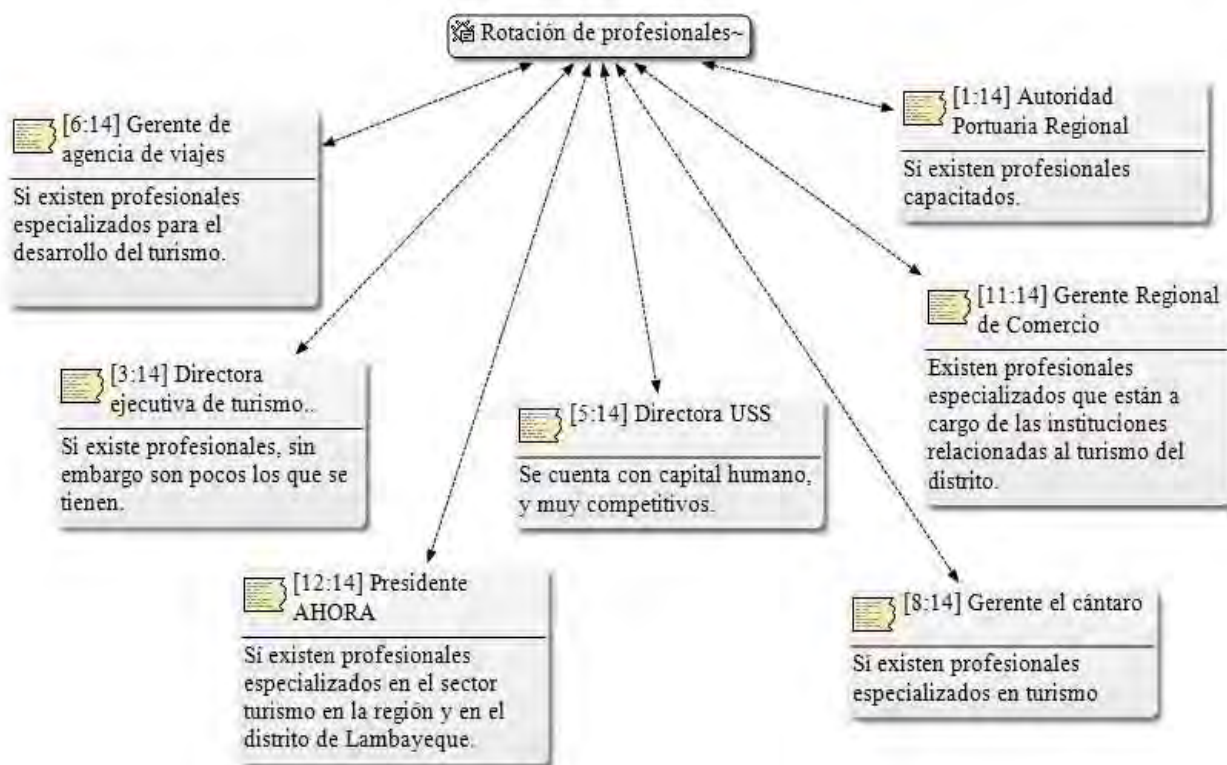 Rotación de profesionales~
[6:14] Gerente de
agencia de viajes
Si existen profesionales
especializados para el
desarrollo del turismo.
[1:14] Autoridad
Portuaria Regional
Si existen profesionales
capacitados.
[11:14] Gerente Regional
de Comercio
Existen profesionales
especializados que están a
cargo de las instituciones
relacionadas al turismo del
distrito.
[3:14] Directora
ejecutiva de turismo..
Si existe profesionales, sin
embargo son pocos los que se
tienen.
[5:14] Directora USS
Se cuenta con capital humano,
y muy competitivos.
[12:14] Presidente
AHORA
Si existen profesionales
especializados en el sector
turismo en la región y en el
distrito de Lambayeque.
[8:14] Gerente el cántaro
Si existen profesionales
especializados en turismo